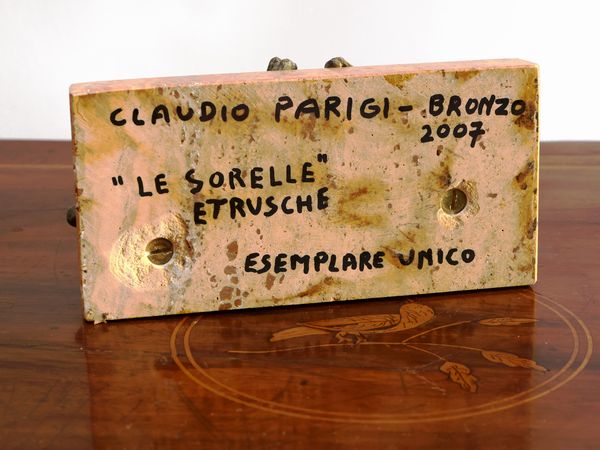 CLAUDIO PARIGI - BRONZO
2007
"LE SORELLE"
ETRUSCHE
ESEMPLARE UNICO